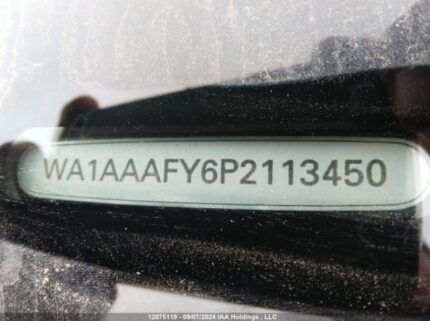 WA1AAAFY6P2113450
12075119 - 09/07/2024 IAA Holdings , LLC